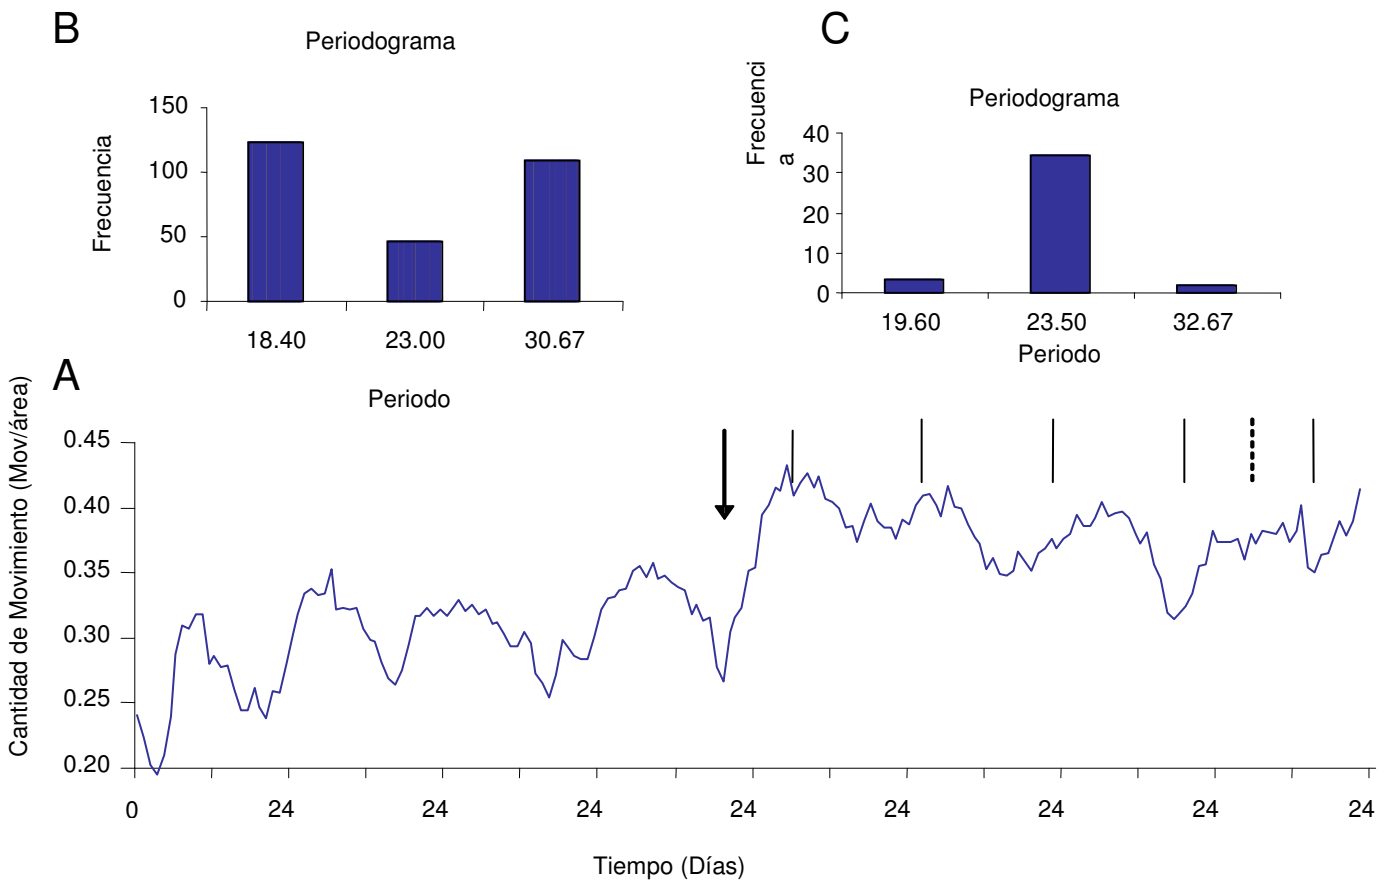 B
Periodograma
Frecuencia
150
100
50
0
18.40 23.00 30.67
Periodo
C
Periodograma
Frecuenci
a
40
30
20
10
0
19.60 23.50 32.67
Periodo
A
Cantidad de Movimiento (Mov/área)
0.45
0.40
0.35
0.30
0.25
0.20
0 24 24 24 24 24 24 24 24
Tiempo (Días)